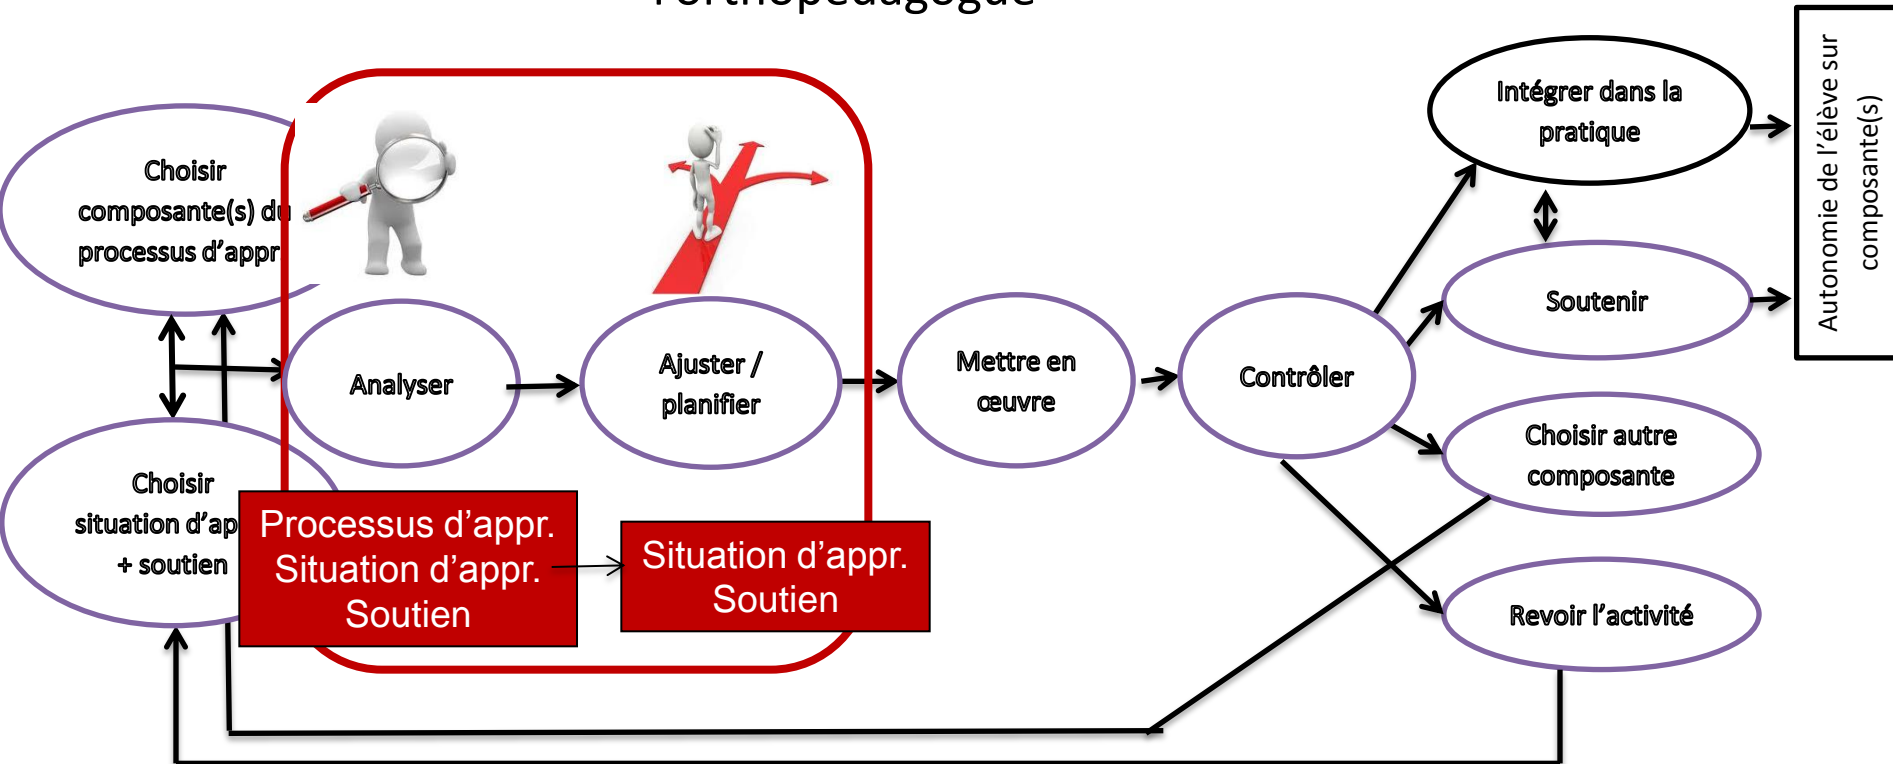 l'orthopédagogue
Choisir
composante(s) du
processus d'appr.
Choisir
situation d'ap
+ soutien
Analyser
Ajuster /
planifier
Processus d'appr.
Situation d'appr.
Soutien
Situation d'appr.
Soutien
Mettre en
œuvre
Contrôler
Intégrer dans la
pratique
Soutenir
Choisir autre
composante
Revoir l'activité
Autonomie de l'élève sur
composante(s)